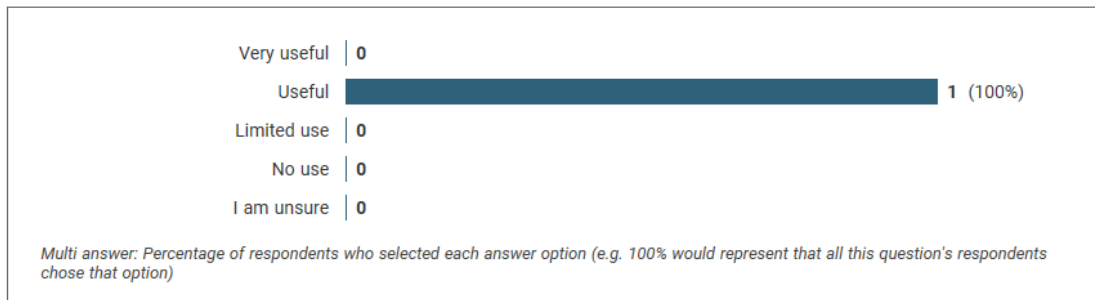 Very useful 0
Useful 1 (100%)
Limited use 0
No use 0
I am unsure 0
Multi answer: Percentage of respondents who selected each answer option (e.g. 100% would represent that all this question's respondents
chose that option)